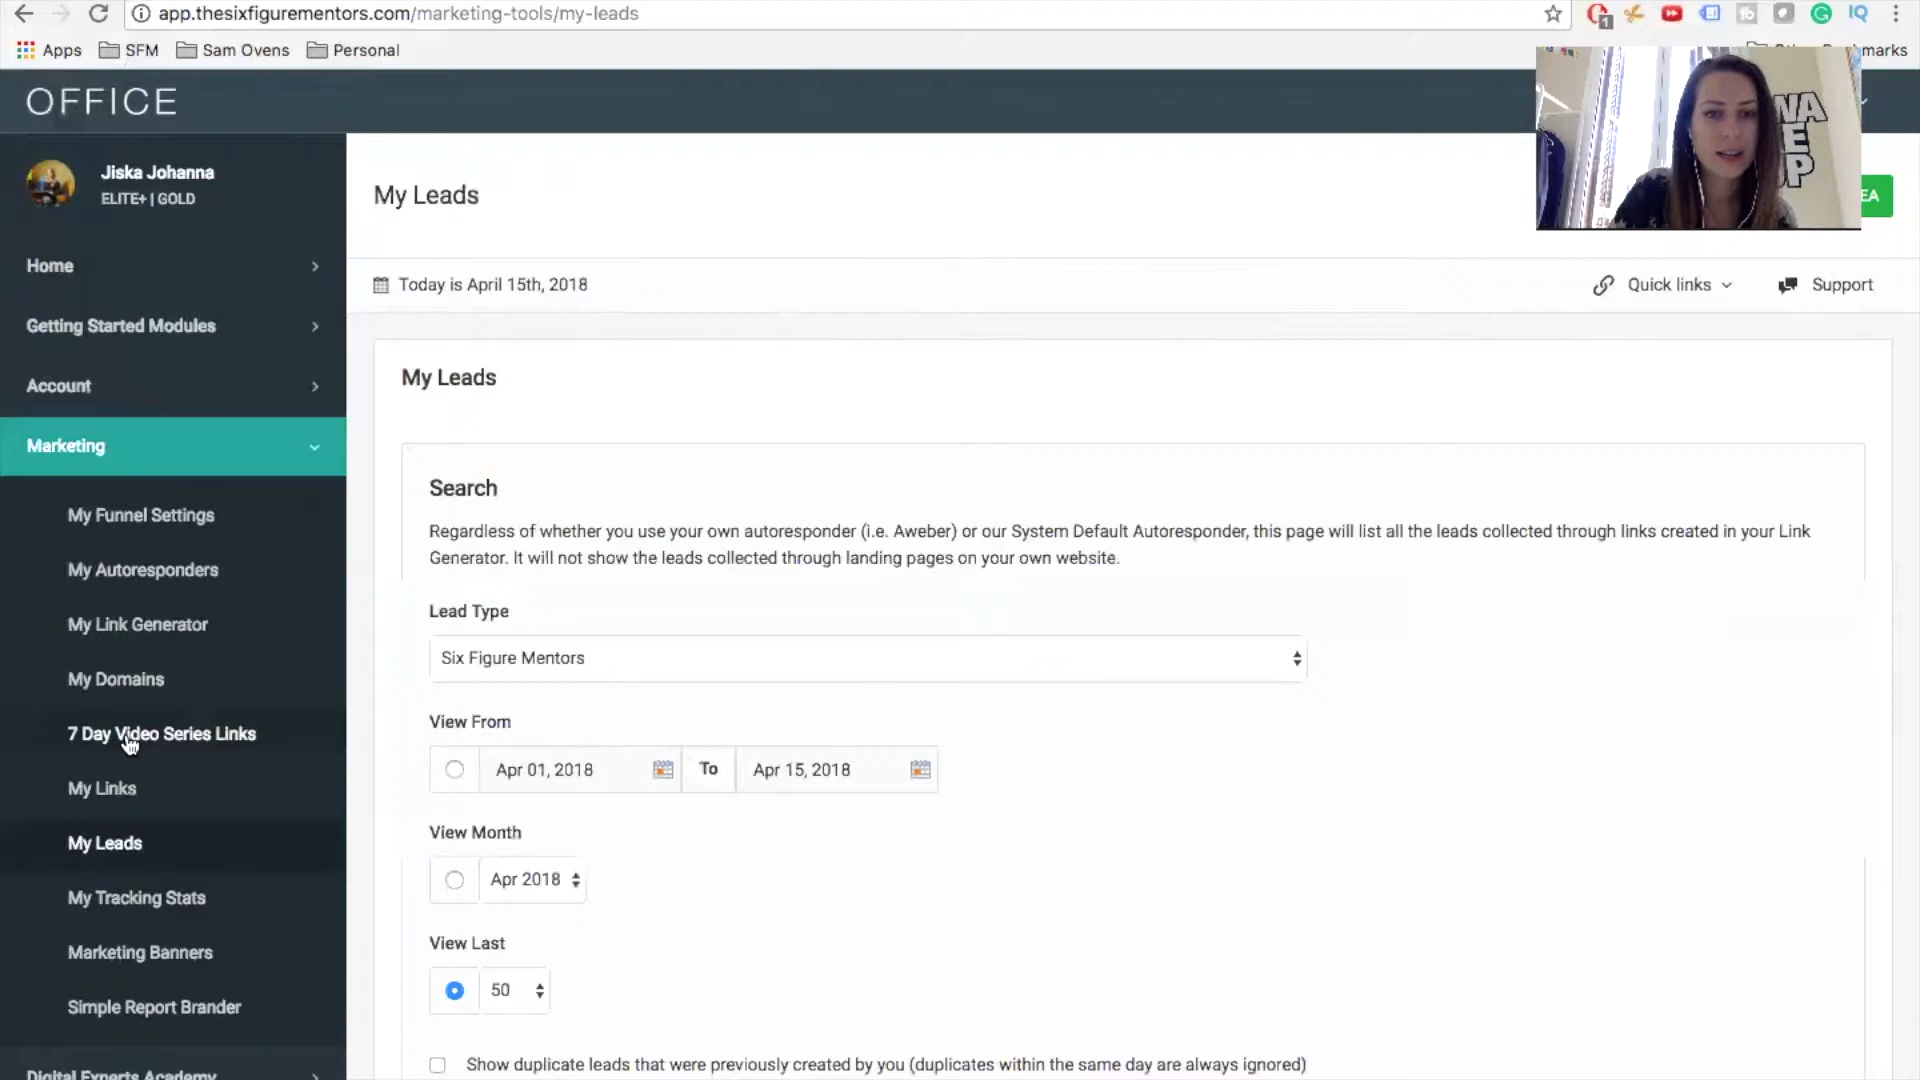 app.thesixfigurementors.com/marketing-tools/my-leads
1
Apps
SFM
Sam Ovens
Personal
marks
OFFICE
WA
Jiska Johanna
ELITE+ | GOLD
My Leads
EA
Home
Today is April 15th, 2018
Quick links
Support
Getting Started Modules
Account
My Leads
Marketing
Search
My Funnel Settings
Regardless of whether you use your own autoresponder (i.e. Aweber) or our System Default Autoresponder, this page will list all the leads collected through links created in your Link
Generator. It will not show the leads collected through landing pages on your own website.
My Autoresponders
Lead Type
My Link Generator
Six Figure Mentors
My Domains
View From
7 Day Video Series Links
Apr 01, 2018
To
Apr 15, 2018
My Links
View Month
My Leads
Apr 2018
My Tracking Stats
View Last
Marketing Banners
50
Simple Report Brander
Show duplicate leads that were previously created by you (duplicates within the same day are always ignored)
Digital Experts Academy